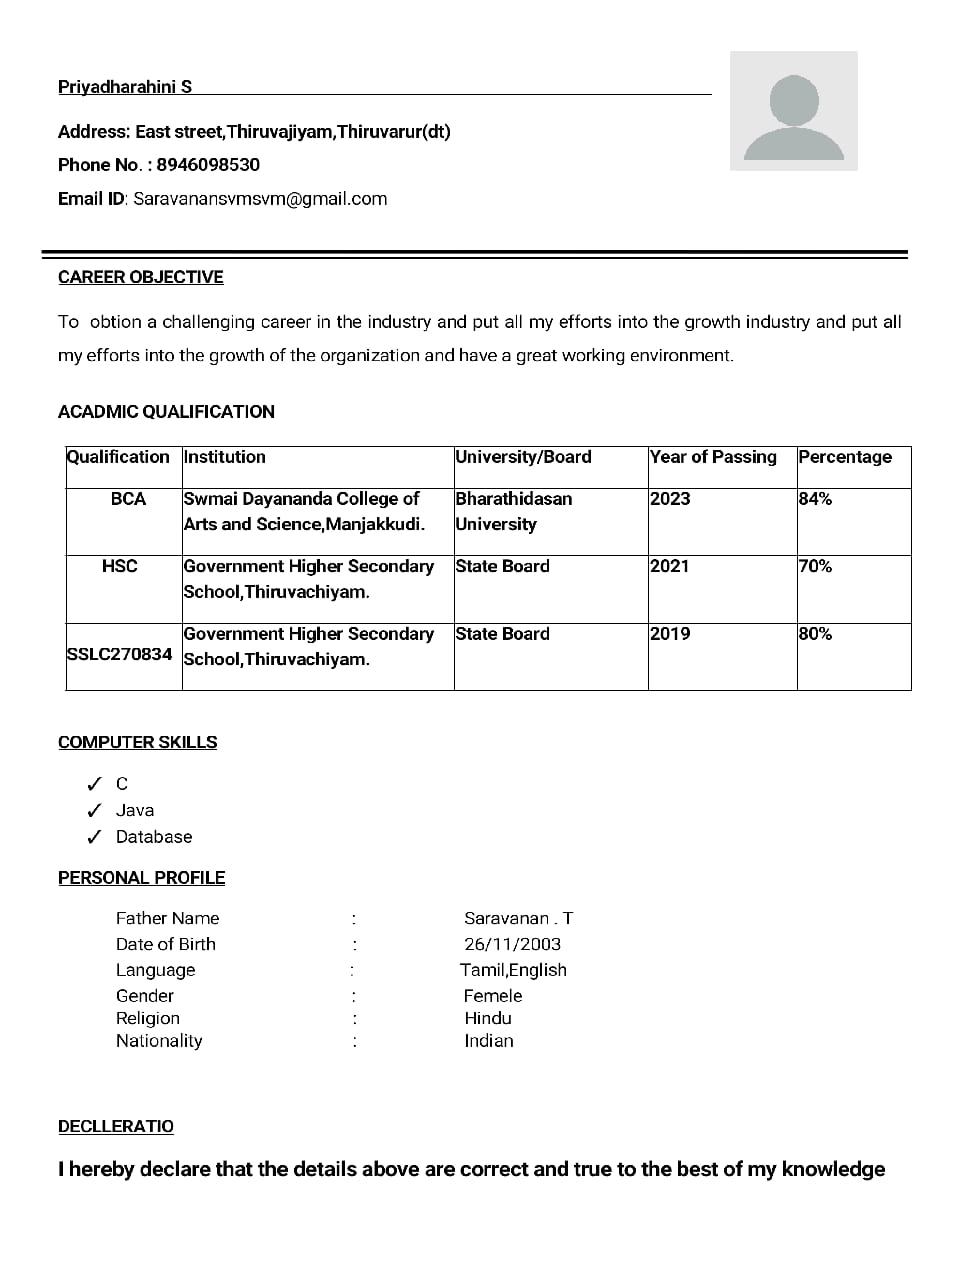 Priyadharahini S
Address: East street,Thiruvajiyam,Thiruvarur(dt)
Phone No. : 8946098530
Email ID: Saravanansvmsvm@gmail.com
CAREER OBJECTIVE
To obtion a challenging career in the industry and put all my efforts into the growth industry and put all
my efforts into the growth of the organization and have a great working environment.
ACADMIC QUALIFICATION
Qualification Institution University/Board Year of Passing Percentage
BCA Swmai Dayananda College of Bharathidasan 2023 84%
Arts and Science,Manjakkudi. University
HSC Government Higher Secondary State Board 2021 70%
School,Thiruvachiyam.
Government Higher Secondary State Board 2019 80%
SSLC270834 School,Thiruvachiyam.
COMPUTER SKILLS
✓ C
✓ Java
✓ Database
PERSONAL PROFILE
Father Name : Saravanan . T
Date of Birth : 26/11/2003
Language : Tamil,English
Gender : Femele
Religion : Hindu
Nationality : Indian
DECLLERATIO
I hereby declare that the details above are correct and true to the best of my knowledge